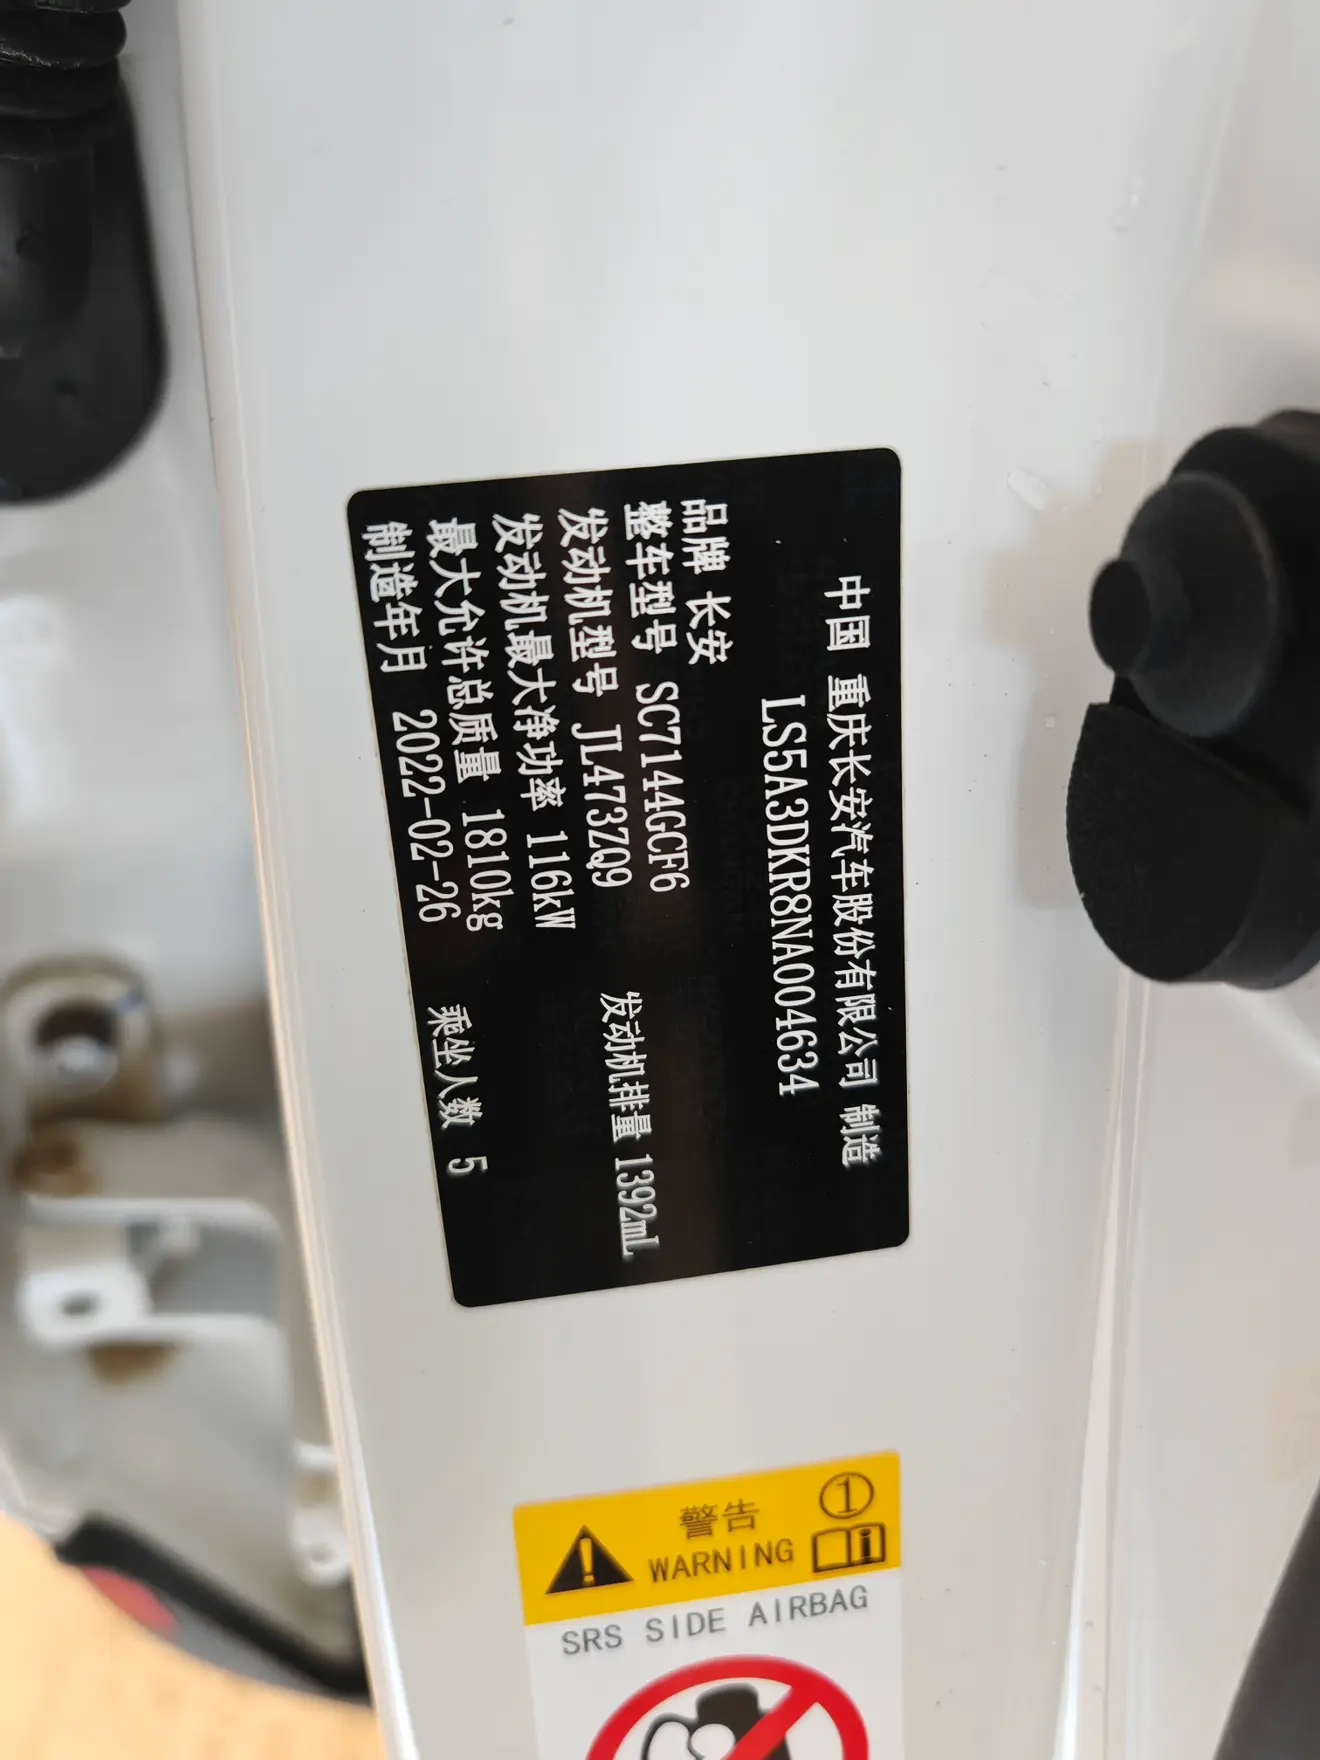 中国 重庆长安汽车股份有限公司 制造
LS5A3DKR8NA004634
品牌 长安
整车型号 SC7144GCF6
发动机型号 JL473ZQ9 发动机排量 1392mL
发动机最大净功率 116kW
最大允许总质量 1810kg
制造年月 2022-02-26 乘坐人数 5
警告 ①
WARNING
SRS SIDE AIRBAG